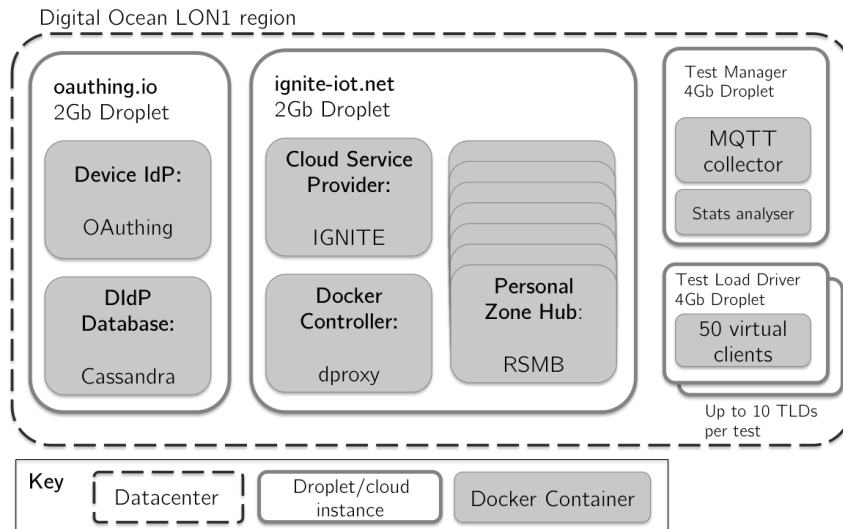 Digital Ocean LON1 region
oauthing.io
2Gb Droplet
Device IdP:
OAuthing
DIdP
Database:
Cassandra
ignite-iot.net
2Gb Droplet
Cloud Service
Provider:
IGNITE
Docker
Controller:
dproxy
Personal
Zone Hub:
RSMB
Test Manager
4Gb Droplet
MQTT
collector
Stats analyser
Test Load Driver
4Gb Droplet
50 virtual
clients
Up to 10 TLDs
per test
Key
Datacenter
Droplet/cloud
instance
Docker Container